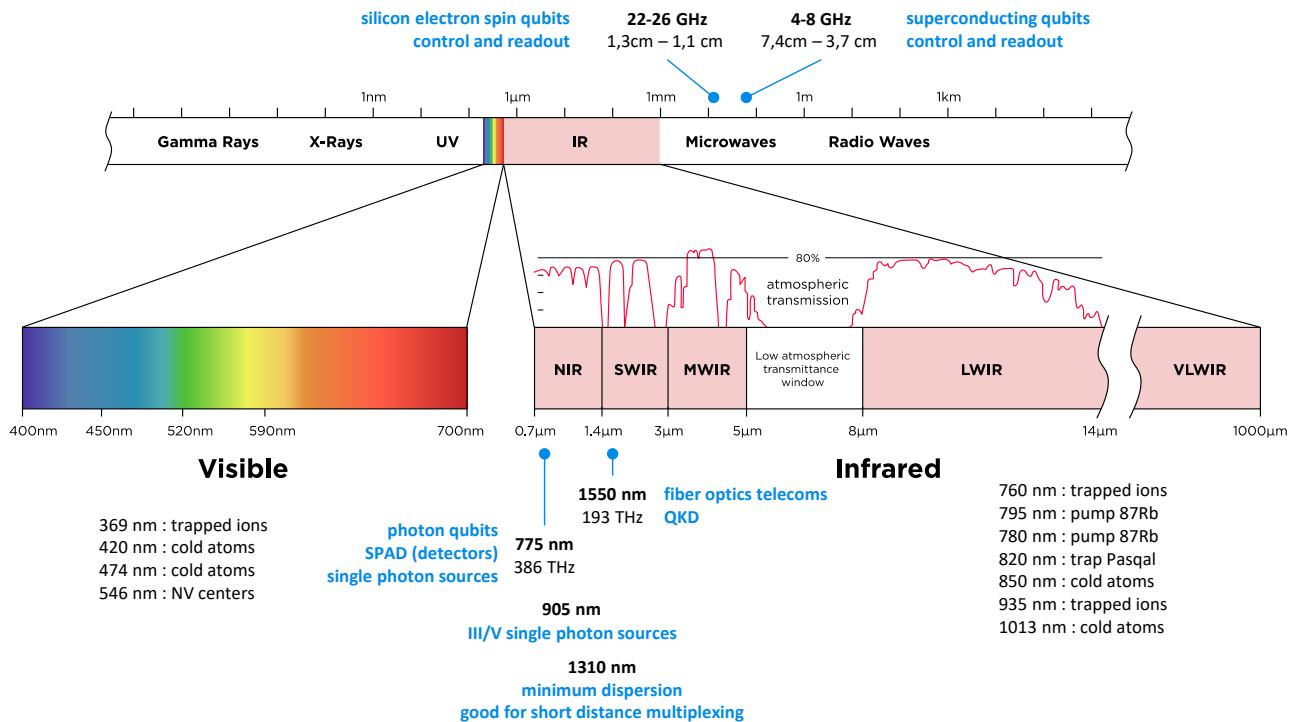 silicon electron spin qubits
control and readout
22-26 GHz
1,3cm – 1,1 cm
4-8 GHz
7,4cm – 3,7 cm
superconducting qubits
control and readout
1nm
1µm
1mm
1m
1km
Gamma Rays
X-Rays
UV
IR
Microwaves
Radio Waves
80%
atmospheric
transmission
NIR
SWIR
MWIR
Low atmospheric
transmittance
window
LWIR
VLWIR
400nm
450nm
520nm
590nm
700nm
0.7µm
1.4µm
3µm
5µm
8µm
14µm
1000µm
Visible
Infrared
369 nm : trapped ions
420 nm : cold atoms
474 nm : cold atoms
546 nm : NV centers
photon qubits
SPAD (detectors)
single photon sources
775 nm
386 THz
1550 nm
193 THz
fiber optics telecoms
QKD
905 nm
III/V single photon sources
1310 nm
minimum dispersion
good for short distance multiplexing
760 nm : trapped ions
795 nm : pump 87Rb
780 nm : pump 87Rb
820 nm : trap Pasqal
850 nm : cold atoms
935 nm : trapped ions
1013 nm : cold atoms